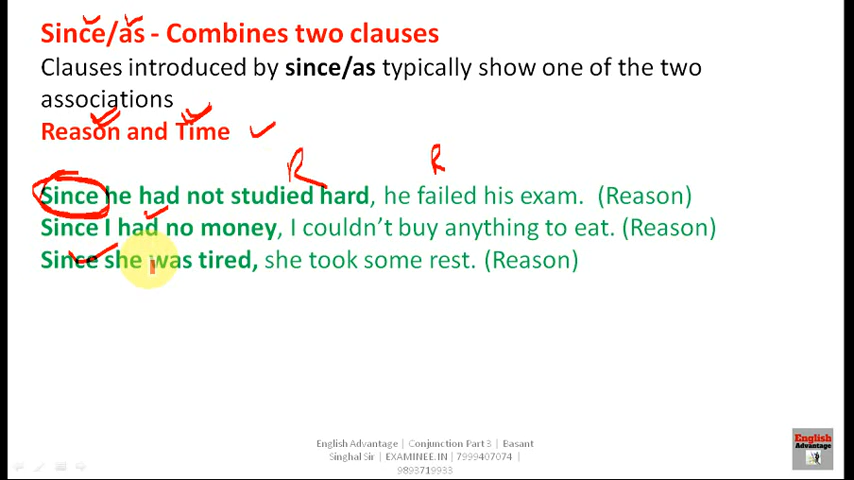 Since/as - Combines two clauses
Clauses introduced by since/as typically show one of the two
associations
Reason and Time
R R
Since he had not studied hard, he failed his exam. (Reason)
Since I had no money, I couldn't buy anything to eat. (Reason)
Since she was tired, she took some rest. (Reason)
English Advantage | Conjunction Part 3 | Basant
Singhal Sir | EXAMINEE.IN | 7999407074 |
9893719933
English
Advantage